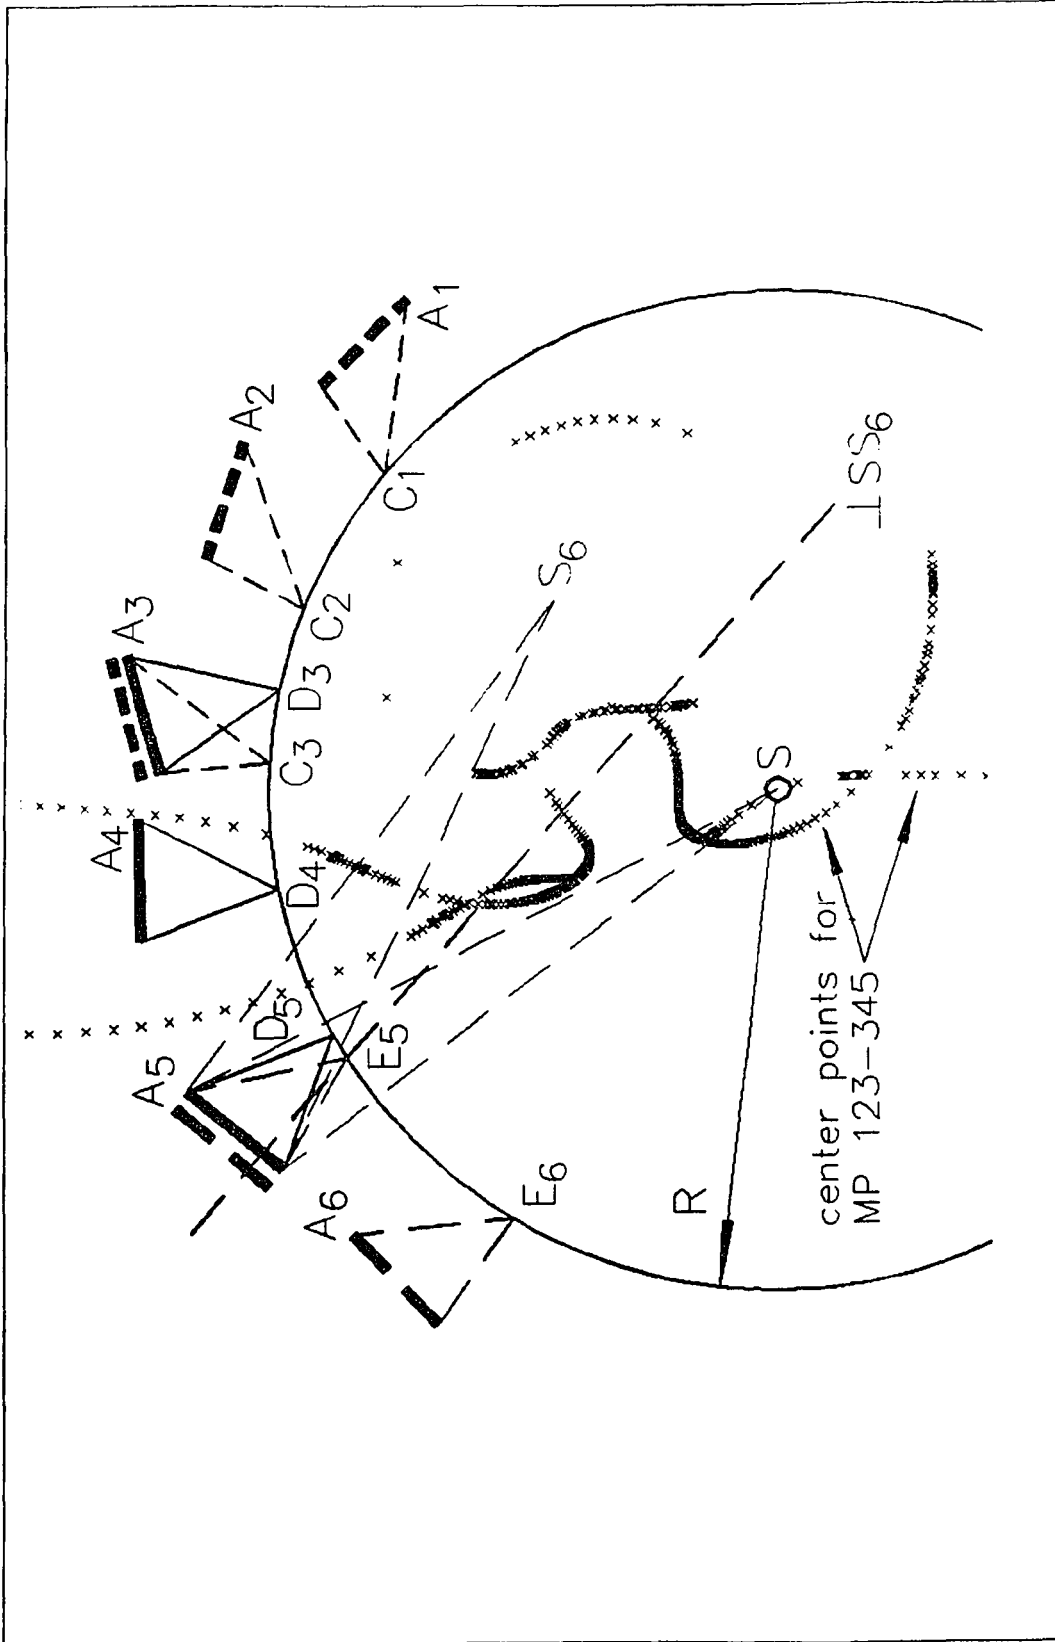 A1
A2
A3
A4
A5
A6
C1
C2
C3
D3
D4
D5
E5
E6
S6
⊥SS6
S
R
center points for
MP 123-345